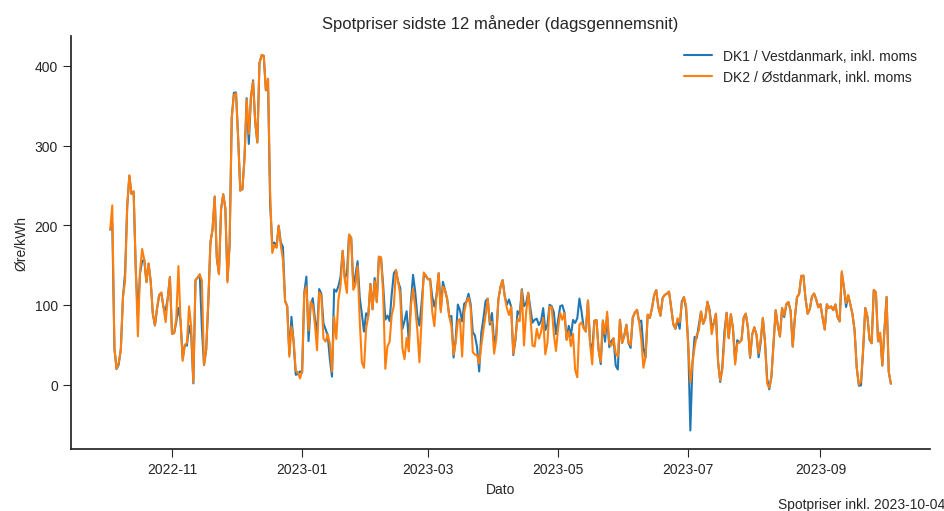 Spotpriser sidste 12 måneder (dagsgennemsnit)
DK1 / Vestdanmark, inkl. moms
DK2 / Østdanmark, inkl. moms
Øre/kWh
400
300
200
100
0
2022-11
2023-01
2023-03
2023-05
2023-07
2023-09
Dato
Spotpriser inkl. 2023-10-04